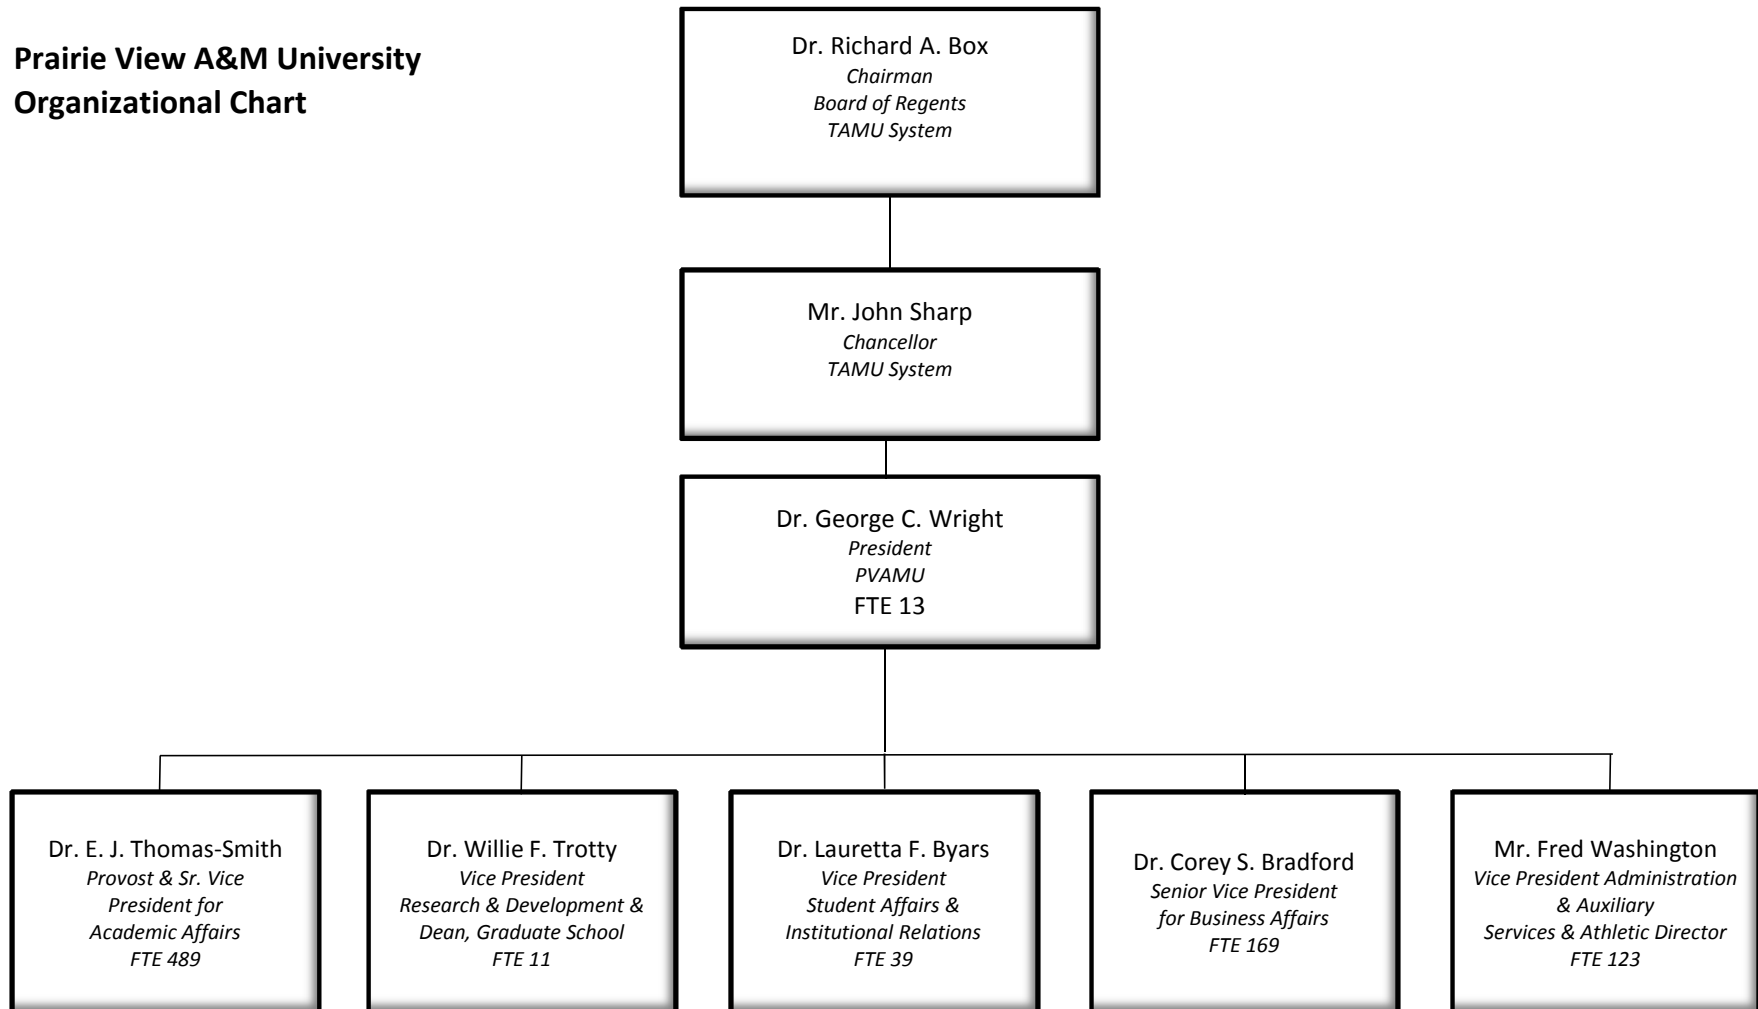 Prairie View A&M University
Organizational Chart
Dr. Richard A. Box
Chairman
Board of Regents
TAMU System
Mr. John Sharp
Chancellor
TAMU System
Dr. George C. Wright
President
PVAMU
FTE 13
Dr. E. J. Thomas-Smith
Provost & Sr. Vice
President for
Academic Affairs
FTE 489
Dr. Willie F. Trotty
Vice President
Research & Development &
Dean, Graduate School
FTE 11
Dr. Lauretta F. Byars
Vice President
Student Affairs &
Institutional Relations
FTE 39
Dr. Corey S. Bradford
Senior Vice President
for Business Affairs
FTE 169
Mr. Fred Washington
Vice President Administration
& Auxiliary
Services & Athletic Director
FTE 123